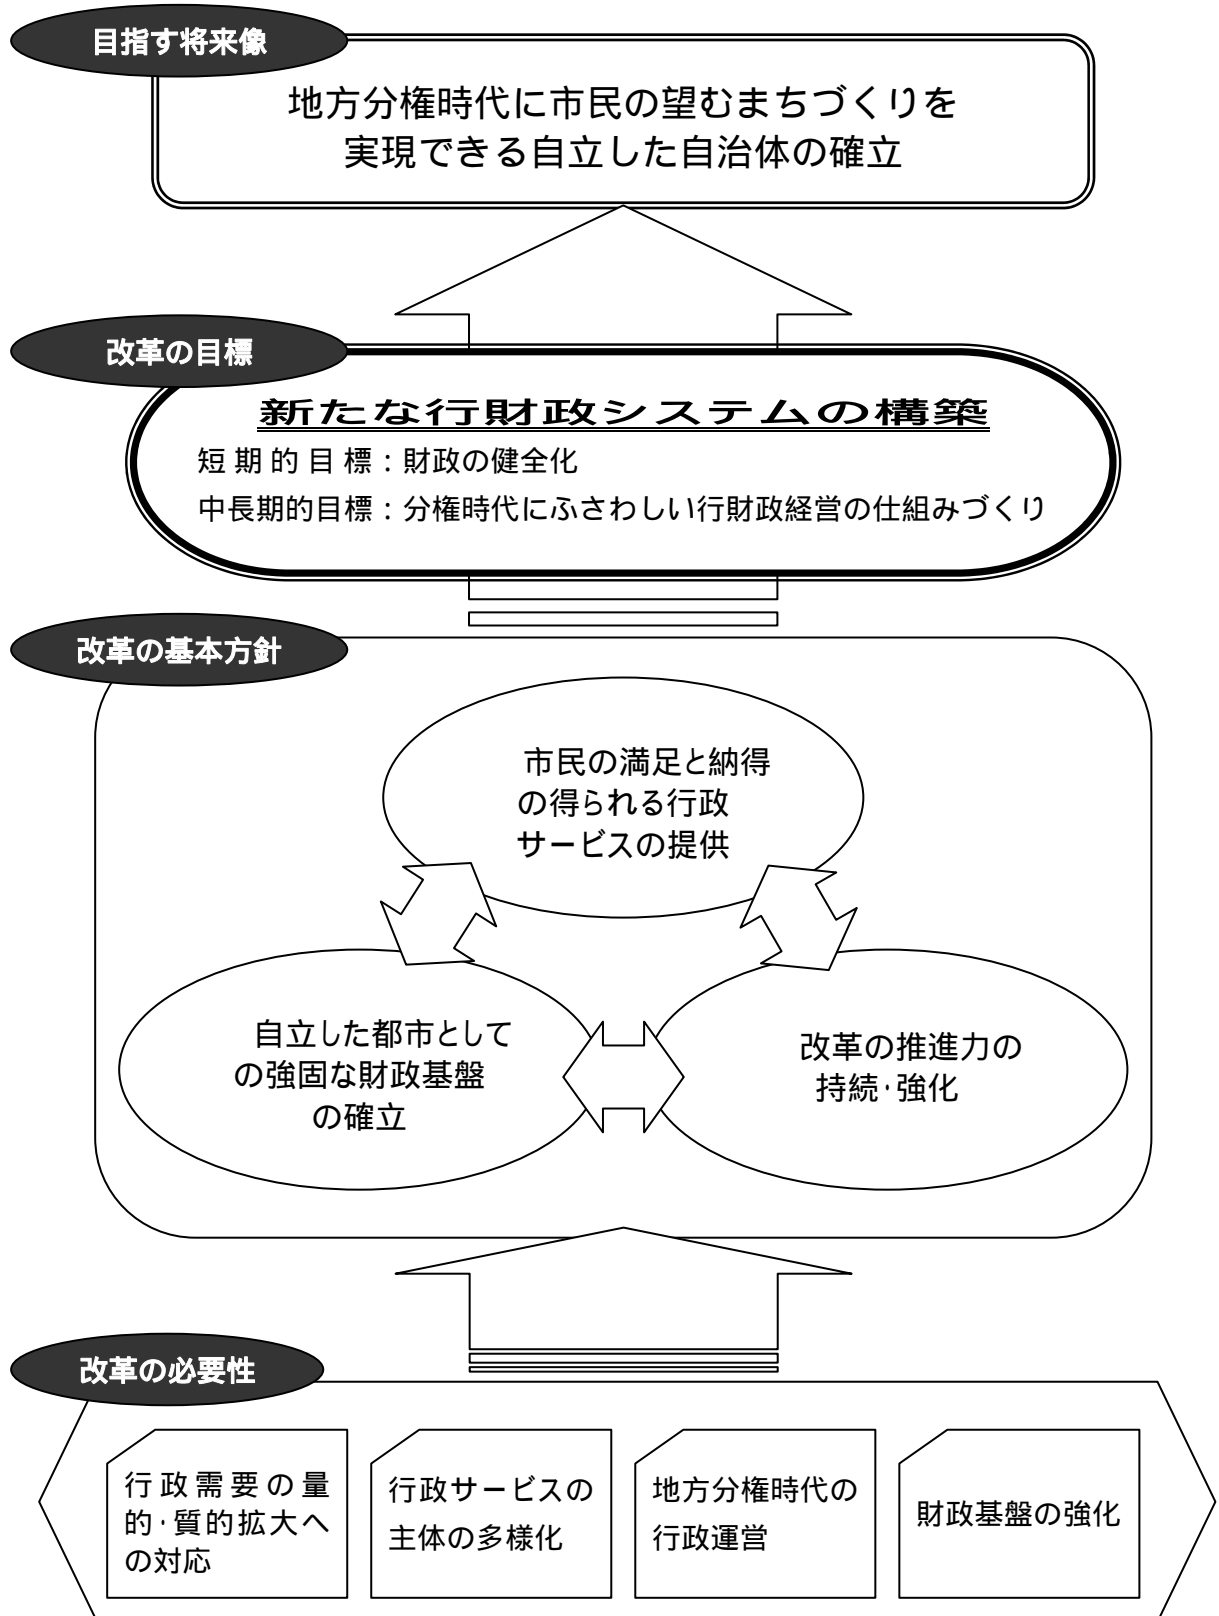 目指す将来像
地方分権時代に市民の望むまちづくりを
実現できる自立した自治体の確立
改革の目標
新たな行財政システムの構築
短期的目標：財政の健全化
中長期的目標：分権時代にふさわしい行財政経営の仕組みづくり
改革の基本方針
市民の満足と納得
の得られる行政
サービスの提供
自立した都市として
の強固な財政基盤
の確立
改革の推進力の
持続・強化
改革の必要性
行政需要の量
的・質的拡大へ
の対応
行政サービスの
主体の多様化
地方分権時代の
行政運営
財政基盤の強化